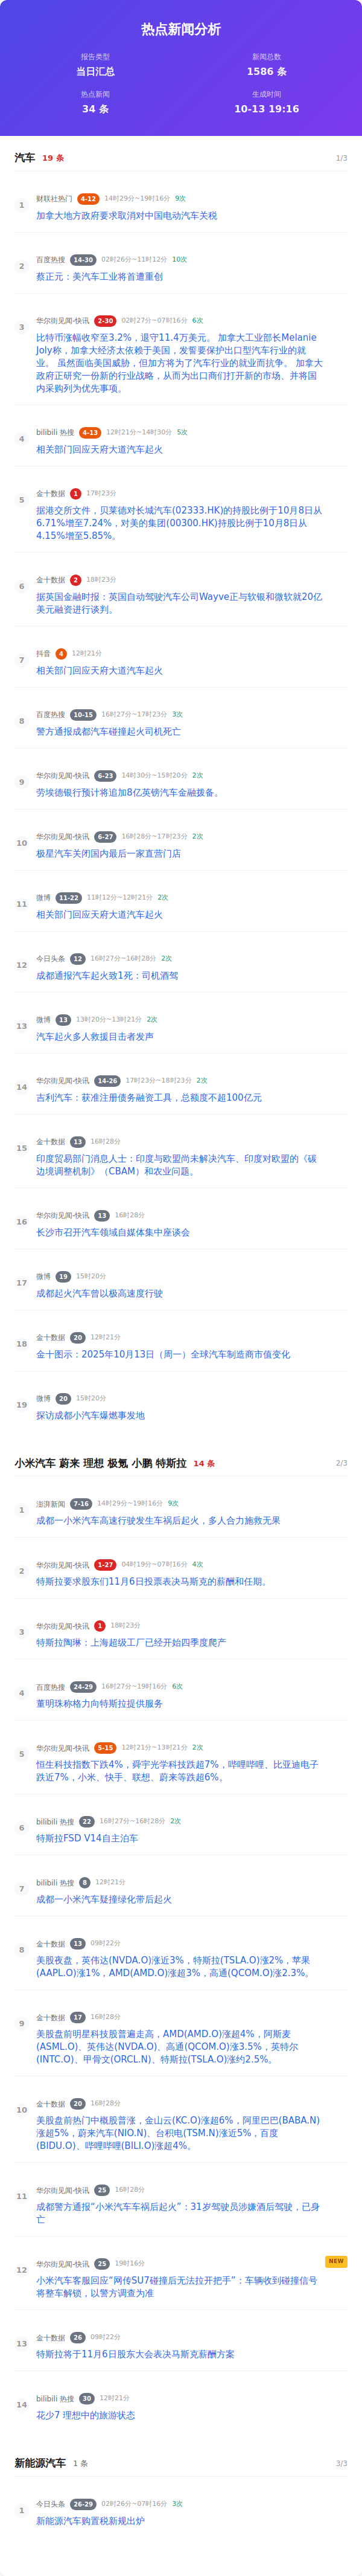 热点新闻分析
报告类型
新闻总数
当日汇总
1586 条
热点新闻
生成时间
34 条
10-13 19:16
汽车 19 条 1/3
1
财联社热门 4-12 14时29分~19时16分 9次
加拿大地方政府要求取消对中国电动汽车关税
2
百度热搜 14-30 02时26分~11时12分 10次
蔡正元：美汽车工业将首遭重创
3
华尔街见闻-快讯 2-30 02时27分~07时16分 6次
比特币涨幅收窄至3.2%，退守11.4万美元。 加拿大工业部长Melanie
Joly称，加拿大经济太依赖于美国，发誓要保护出口型汽车行业的就
业。 虽然面临美国威胁，但加方将为了汽车行业的就业而抗争。 加拿大
政府正研究一份新的行业战略，从而为出口商们打开新的市场、并将国
内采购列为优先事项。
4
bilibili 热搜 4-13 12时21分~14时30分 5次
相关部门回应天府大道汽车起火
5
金十数据 1 17时23分
据港交所文件，贝莱德对长城汽车(02333.HK)的持股比例于10月8日从
6.71%增至7.24%，对美的集团(00300.HK)持股比例于10月8日从
4.15%增至5.85%。
6
金十数据 2 18时23分
据英国金融时报：英国自动驾驶汽车公司Wayve正与软银和微软就20亿
美元融资进行谈判。
7
抖音 4 12时21分
相关部门回应天府大道汽车起火
8
百度热搜 10-15 16时27分~17时23分 3次
警方通报成都汽车碰撞起火司机死亡
9
华尔街见闻-快讯 6-23 14时30分~15时20分 2次
劳埃德银行预计将追加8亿英镑汽车金融拨备。
10
华尔街见闻-快讯 6-27 16时28分~17时23分 2次
极星汽车关闭国内最后一家直营门店
11
微博 11-22 11时12分~12时21分 2次
相关部门回应天府大道汽车起火
12
今日头条 12 16时27分~16时28分 2次
成都通报汽车起火致1死：司机酒驾
13
微博 13 13时20分~13时21分 2次
汽车起火多人救援目击者发声
14
华尔街见闻-快讯 14-26 17时23分~18时23分 2次
吉利汽车：获准注册债务融资工具，总额度不超100亿元
15
金十数据 13 16时28分
印度贸易部门消息人士：印度与欧盟尚未解决汽车、印度对欧盟的《碳
边境调整机制》（CBAM）和农业问题。
16
华尔街见闻-快讯 13 16时28分
长沙市召开汽车领域自媒体集中座谈会
17
微博 19 15时20分
成都起火汽车曾以极高速度行驶
18
金十数据 20 12时21分
金十图示：2025年10月13日（周一）全球汽车制造商市值变化
19
微博 20 15时20分
探访成都小汽车爆燃事发地
小米汽车 蔚来 理想 极氪 小鹏 特斯拉 14 条 2/3
1
澎湃新闻 7-16 14时29分~19时16分 9次
成都一小米汽车高速行驶发生车祸后起火，多人合力施救无果
2
华尔街见闻-快讯 1-27 04时19分~07时16分 4次
特斯拉要求股东们11月6日投票表决马斯克的薪酬和任期。
3
华尔街见闻-快讯 1 18时23分
特斯拉陶琳：上海超级工厂已经开始四季度爬产
4
百度热搜 24-29 16时27分~19时16分 6次
董明珠称格力向特斯拉提供服务
5
华尔街见闻-快讯 5-15 12时21分~13时21分 2次
恒生科技指数下跌4%，舜宇光学科技跌超7%，哔哩哔哩、比亚迪电子
跌近7%，小米、快手、联想、蔚来等跌超6%。
6
bilibili 热搜 22 16时27分~16时28分 2次
特斯拉FSD V14自主泊车
7
bilibili 热搜 8 12时21分
成都一小米汽车疑撞绿化带后起火
8
金十数据 13 09时22分
美股夜盘，英伟达(NVDA.O)涨近3%，特斯拉(TSLA.O)涨2%，苹果
(AAPL.O)涨1%，AMD(AMD.O)涨超3%，高通(QCOM.O)涨2.3%。
9
金十数据 17 16时28分
美股盘前明星科技股普遍走高，AMD(AMD.O)涨超4%，阿斯麦
(ASML.O)、英伟达(NVDA.O)、高通(QCOM.O)涨3.5%，英特尔
(INTC.O)、甲骨文(ORCL.N)、特斯拉(TSLA.O)涨约2.5%。
10
金十数据 20 16时28分
美股盘前热门中概股普涨，金山云(KC.O)涨超6%，阿里巴巴(BABA.N)
涨超5%，蔚来汽车(NIO.N)、台积电(TSM.N)涨近5%，百度
(BIDU.O)、哔哩哔哩(BILI.O)涨超4%。
11
华尔街见闻-快讯 25 16时28分
成都警方通报“小米汽车车祸后起火”：31岁驾驶员涉嫌酒后驾驶，已身
亡
12
华尔街见闻-快讯 25 19时16分 NEW
小米汽车客服回应“网传SU7碰撞后无法拉开把手”：车辆收到碰撞信号
将整车解锁，以警方调查为准
13
金十数据 26 09时22分
特斯拉将于11月6日股东大会表决马斯克薪酬方案
14
bilibili 热搜 30 12时21分
花少7 理想中的旅游状态
新能源汽车 1 条 3/3
1
今日头条 26-29 02时26分~07时16分 3次
新能源汽车购置税新规出炉